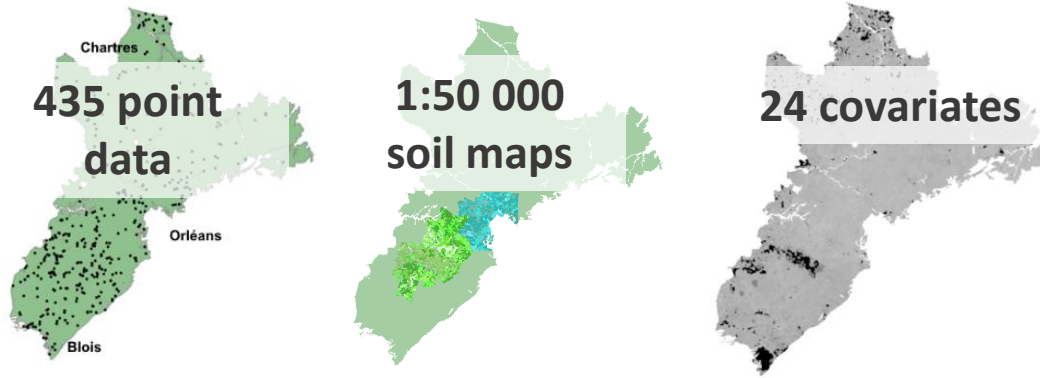 Chartres
435 point
data
Orléans
Blois
1:50 000
soil maps
24 covariates